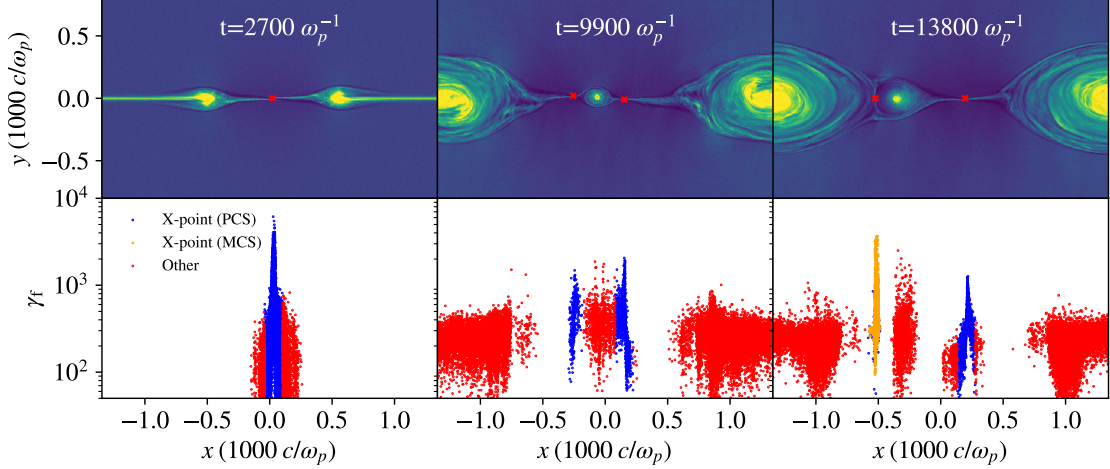 t=2700 ω_p^{-1}
t=9900 ω_p^{-1}
t=13800 ω_p^{-1}
y (1000 c/ω_p)
0.5
0.0
−0.5
γ_f
10^4
10^3
10^2
X-point (PCS)
X-point (MCS)
Other
−1.0 −0.5 0.0 0.5 1.0
−1.0 −0.5 0.0 0.5 1.0
−1.0 −0.5 0.0 0.5 1.0
x (1000 c/ω_p)
x (1000 c/ω_p)
x (1000 c/ω_p)